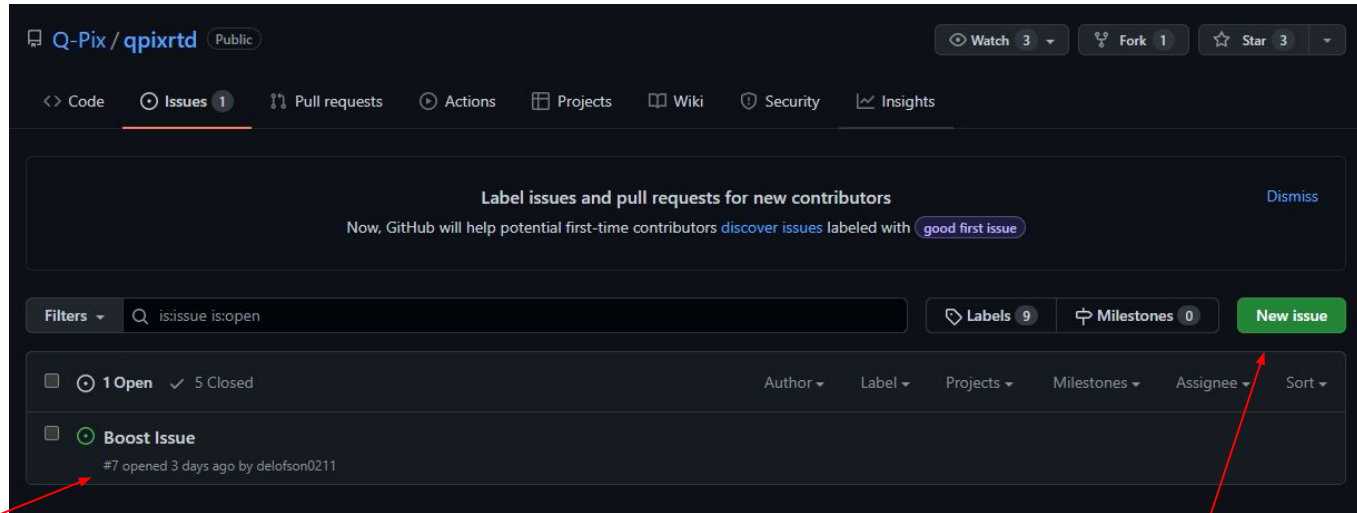 Q-Pix / qpixrtd Public Watch 3 Fork 1 Star 3
Code Issues 1 Pull requests Actions Projects Wiki Security Insights
Label issues and pull requests for new contributors Dismiss
Now, GitHub will help potential first-time contributors discover issues labeled with good first issue
Filters is:issue is:open Labels 9 Milestones 0 New issue
1 Open 5 Closed Author Label Projects Milestones Assignee Sort
Boost Issue
#7 opened 3 days ago by delofson0211